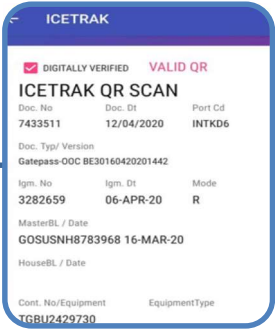 ICETRAK
DIGITALLY VERIFIED VALID QR
ICETRAK QR SCAN
Doc. No Doc. Dt Port Cd
7433511 12/04/2020 INTKD6
Doc. Typ/ Version
Gatepass-OOC BE30160420201442
Igm. No Igm. Dt Mode
3282659 06-APR-20 R
MasterBL / Date
GOSUSNH8783968 16-MAR-20
HouseBL / Date
Cont. No/Equipment EquipmentType
TGBU2429730